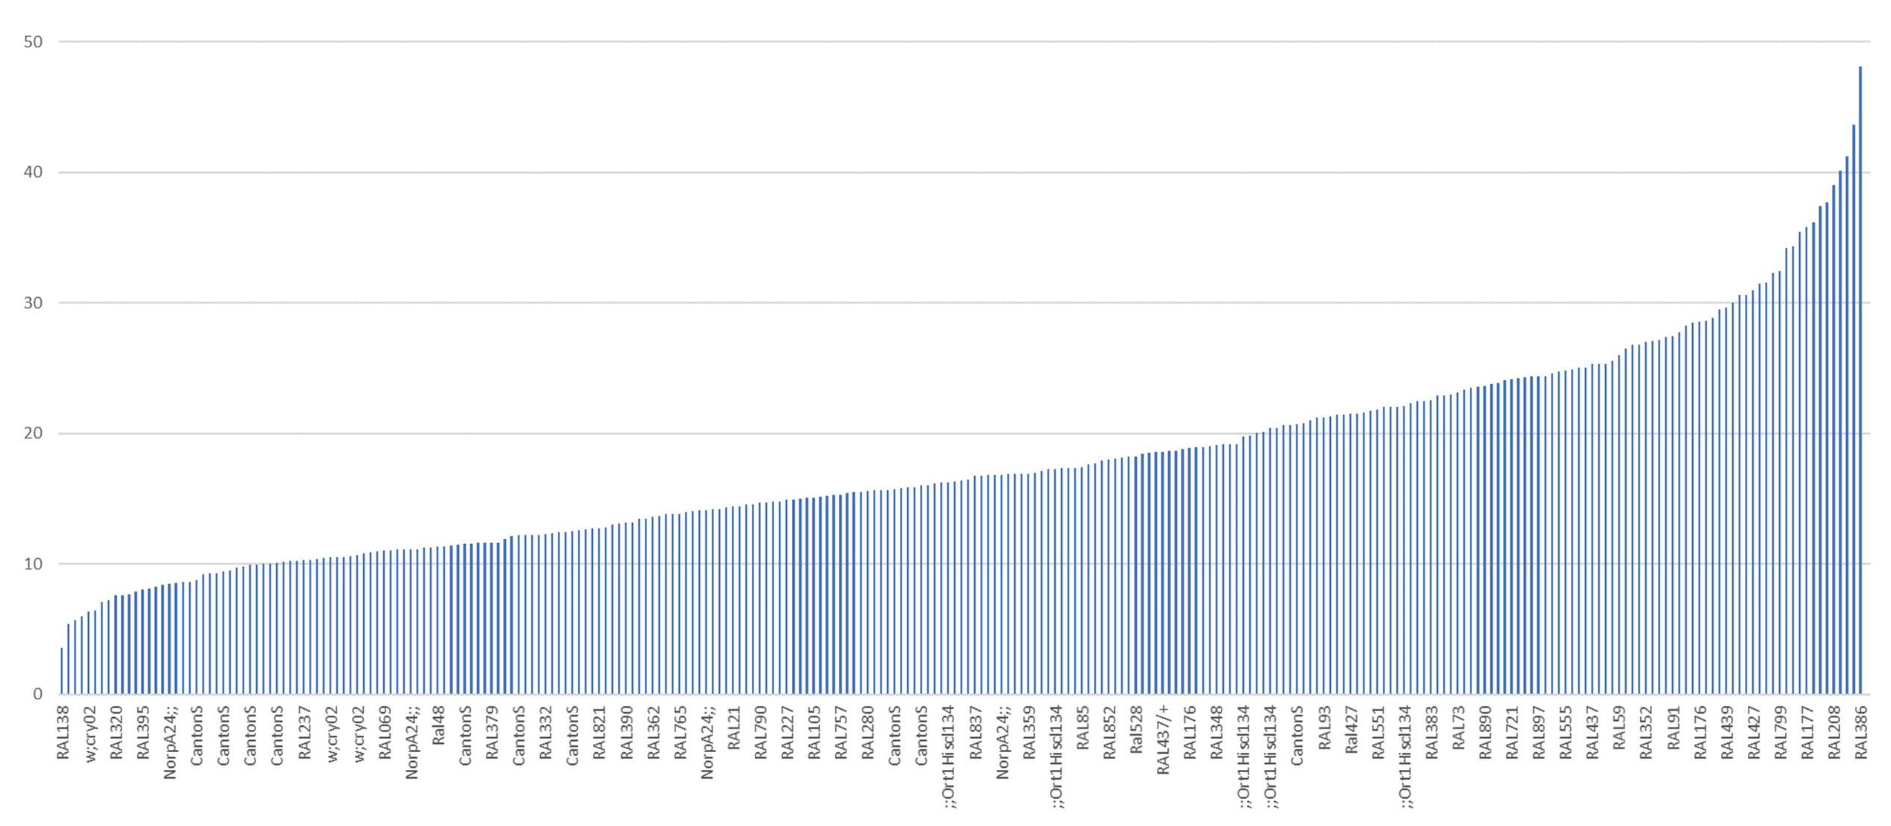 50
40
30
20
10
0
RAL138
w;cry02
RAL320
RAL395
NorpA24;;
CantonS
CantonS
CantonS
CantonS
RAL237
w;cry02
w;cry02
RAL069
NorpA24;;
Ral48
CantonS
RAL379
CantonS
RAL332
CantonS
RAL821
RAL390
RAL362
RAL765
NorpA24;;
RAL21
RAL790
RAL227
RAL105
RAL757
RAL280
CantonS
CantonS
;;Ort1Hiscl134
RAL837
NorpA24;;
RAL359
;;Ort1Hiscl134
RAL85
RAL852
Ral528
RAL437//+
RAL176
RAL348
;;Ort1Hiscl134
;;Ort1Hiscl134
CantonS
RAL93
Ral427
RAL551
;;Ort1Hiscl134
RAL383
RAL73
RAL890
RAL721
RAL897
RAL555
RAL437
RAL59
RAL352
RAL91
RAL176
RAL439
RAL427
RAL799
RAL177
RAL208
RAL386